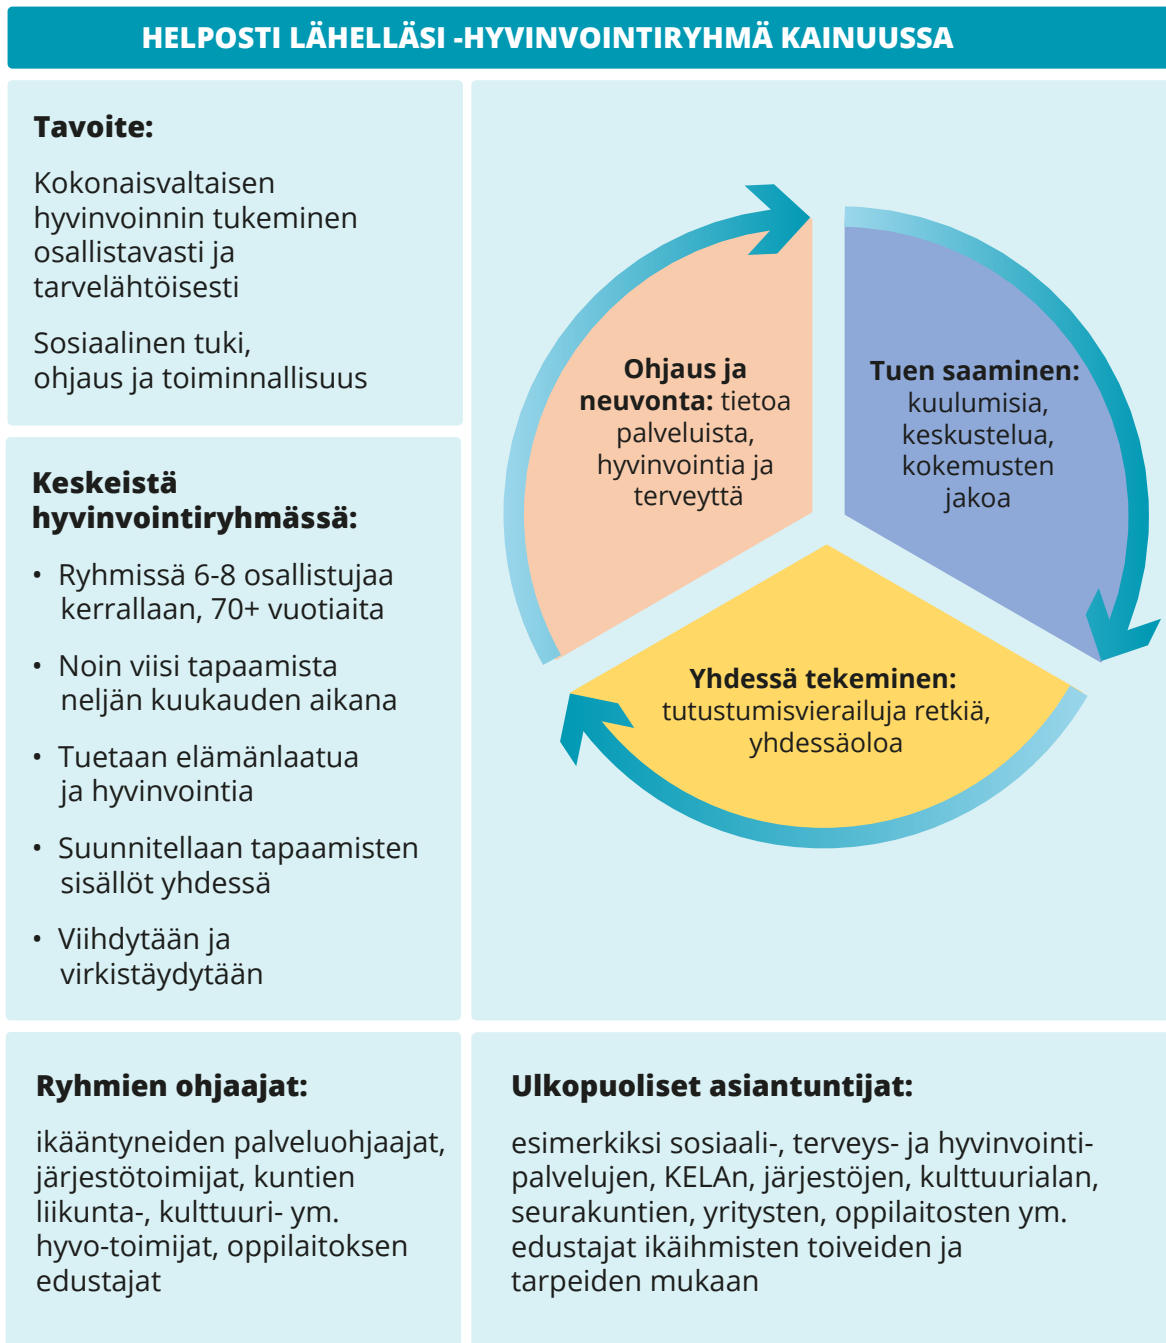 HELPOSTI LÄHELLÄSI -HYVINVOINTIRYHMÄ KAINUUSSA
Tavoite:
Kokonaisvaltaisen
hyvinvoinnin tukeminen
osallistavasti ja
tarvelähtöisesti
Sosiaalinen tuki,
ohjaus ja toiminnallisuus
Keskeistä
hyvinvointiryhmässä:
• Ryhmissä 6-8 osallistujaa
kerrallaan, 70+ vuotiaita
• Noin viisi tapaamista
neljän kuukauden aikana
• Tuetaan elämänlaatua
ja hyvinvointia
• Suunnitellaan tapaamisten
sisällöt yhdessä
• Viihdytään ja
virkistäydytään
Ohjaus ja
neuvonta: tietoa
palveluista,
hyvinvointia ja
terveyttä
Tuen saaminen:
kuulumisia,
keskustelua,
kokemusten
jakoa
Yhdessä tekeminen:
tutustumisvierailuja retkiä,
yhdessäoloa
Ryhmien ohjaajat:
ikääntyneiden palveluohjaajat,
järjestötoimijat, kuntien
liikunta-, kulttuuri- ym.
hyvo-toimijat, oppilaitoksen
edustajat
Ulkopuoliset asiantuntijat:
esimerkiksi sosiaali-, terveys- ja hyvinvointi-
palvelujen, KELAn, järjestöjen, kulttuurialan,
seurakuntien, yritysten, oppilaitosten ym.
edustajat ikäihmisten toiveiden ja
tarpeiden mukaan